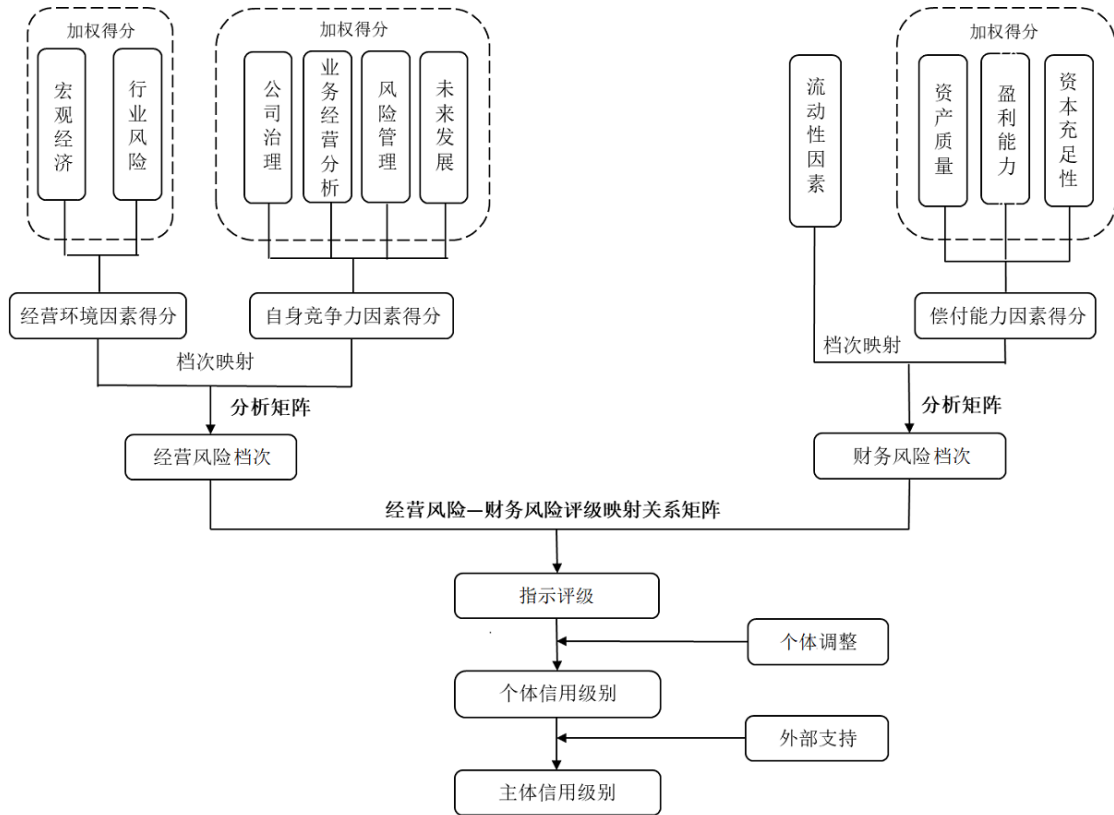 加权得分
宏观经济
行业风险
加权得分
公司治理
业务经营分析
风险管理
未来发展
流动性因素
加权得分
资产质量
盈利能力
资本充足性
经营环境因素得分
自身竞争力因素得分
偿付能力因素得分
档次映射
档次映射
分析矩阵
分析矩阵
经营风险档次
财务风险档次
经营风险—财务风险评级映射关系矩阵
指示评级
个体调整
个体信用级别
外部支持
主体信用级别